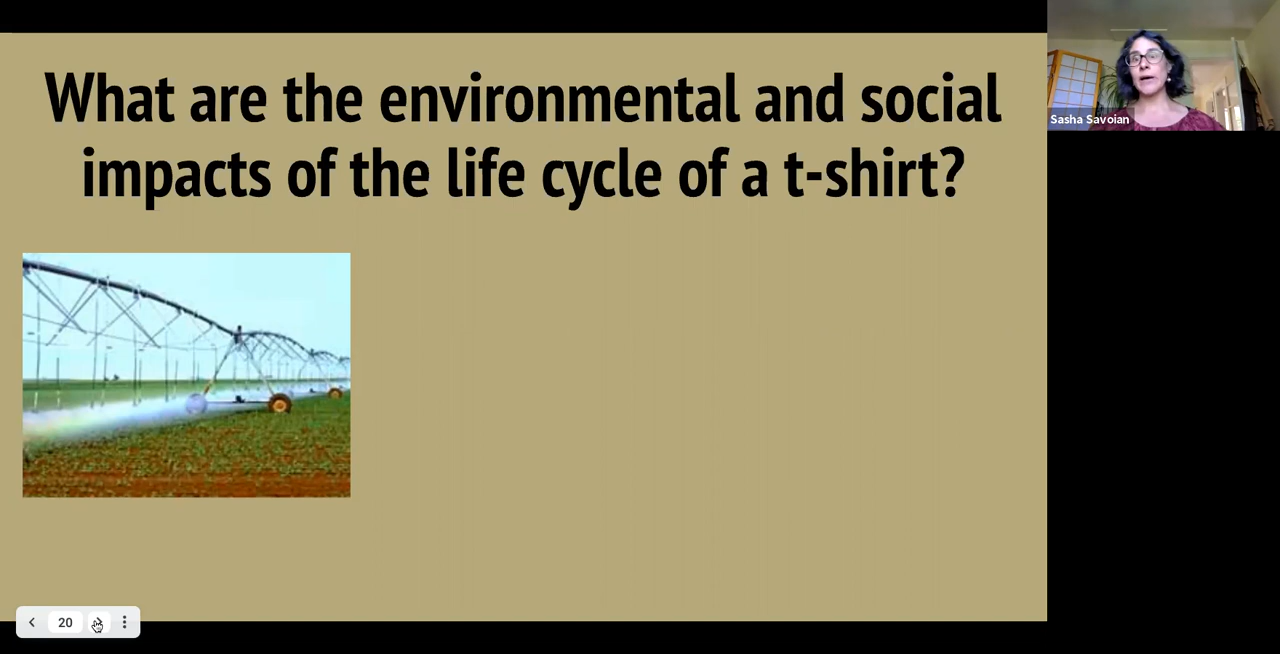 What are the environmental and social
impacts of the life cycle of a t-shirt?
Sasha Savoian
20